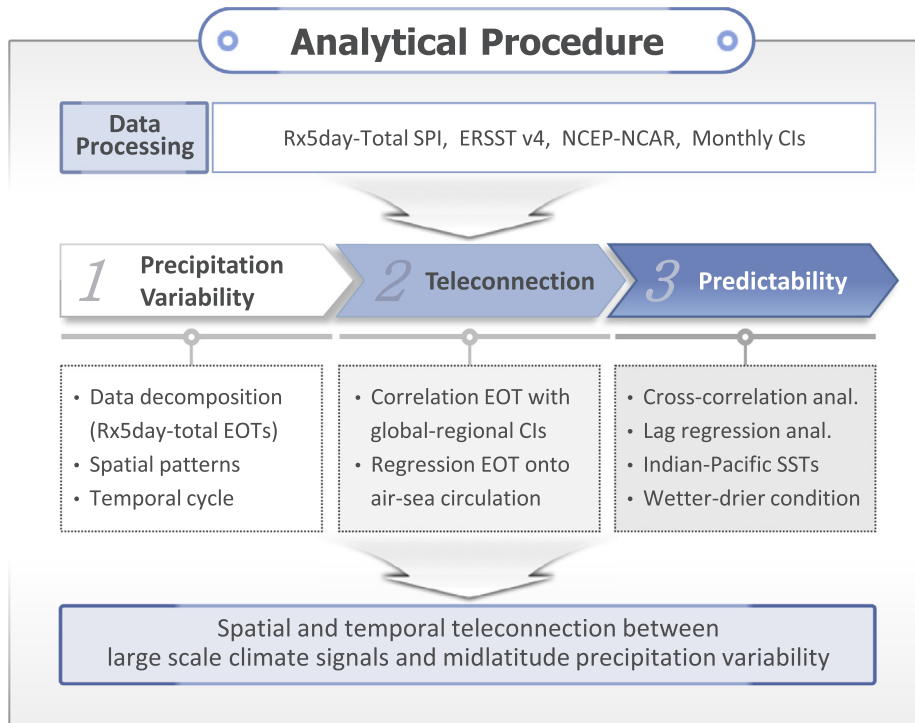 Analytical Procedure
Data
Processing
Rx5day-Total SPI, ERSST v4, NCEP-NCAR, Monthly CIs
1
Precipitation
Variability
2
Teleconnection
3
Predictability
• Data decomposition
(Rx5day-total EOTs)
• Spatial patterns
• Temporal cycle
• Correlation EOT with
global-regional CIs
• Regression EOT onto
air-sea circulation
• Cross-correlation anal.
• Lag regression anal.
• Indian-Pacific SSTs
• Wetter-drier condition
Spatial and temporal teleconnection between
large scale climate signals and midlatitude precipitation variability